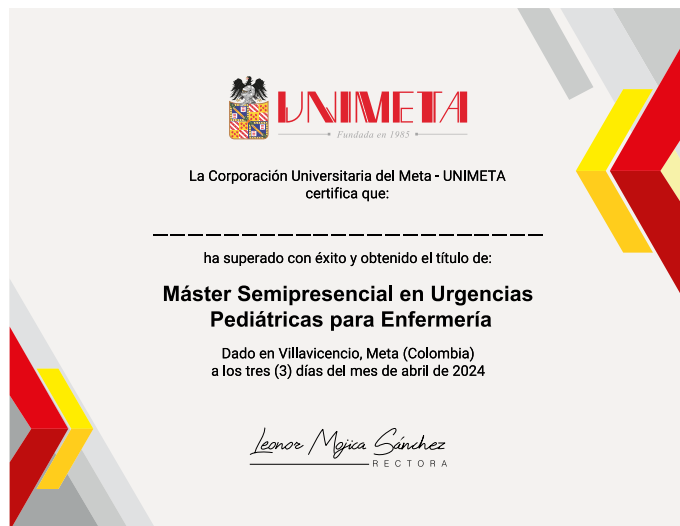 UNIMETA
Fundada en 1985
La Corporación Universitaria del Meta - UNIMETA
certifica que:
ha superado con éxito y obtenido el título de:
Máster Semipresencial en Urgencias
Pediátricas para Enfermería
Dado en Villavicencio, Meta (Colombia)
a los tres (3) días del mes de abril de 2024
Leonor Mojica Sánchez
RECTORA